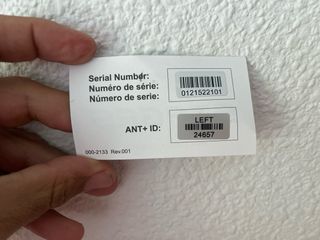 Serial Number:
Numéro de série:
Número de serie:
0121522101
ANT+ ID:
LEFT
24657
000-2133 Rev.001